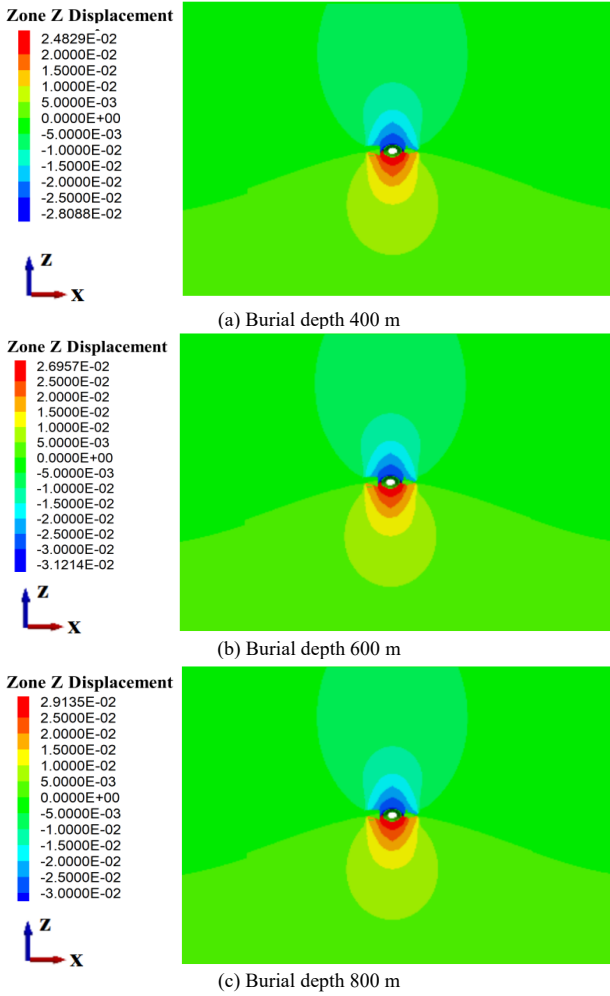 Zone Z Displacement
2.4829E-02
2.0000E-02
1.5000E-02
1.0000E-02
5.0000E-03
0.0000E+00
-5.0000E-03
-1.0000E-02
-1.5000E-02
-2.0000E-02
-2.5000E-02
-2.8088E-02
Z
X
(a) Burial depth 400 m
Zone Z Displacement
2.6957E-02
2.5000E-02
2.0000E-02
1.5000E-02
1.0000E-02
5.0000E-03
0.0000E+00
-5.0000E-03
-1.0000E-02
-1.5000E-02
-2.0000E-02
-2.5000E-02
-3.0000E-02
-3.1214E-02
Z
X
(b) Burial depth 600 m
Zone Z Displacement
2.9135E-02
2.5000E-02
2.0000E-02
1.5000E-02
1.0000E-02
5.0000E-03
0.0000E+00
-5.0000E-03
-1.0000E-02
-1.5000E-02
-2.0000E-02
-2.5000E-02
-3.0000E-02
Z
X
(c) Burial depth 800 m